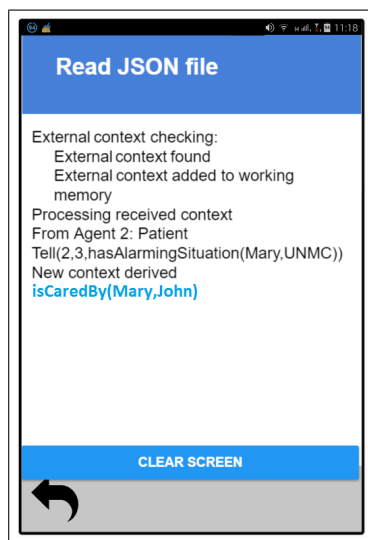 94
11:18
Read JSON file
External context checking:
External context found
External context added to working
memory
Processing received context
From Agent 2: Patient
Tell(2,3,hasAlarmingSituation(Mary,UNMC))
New context derived
isCaredBy(Mary,John)
CLEAR SCREEN